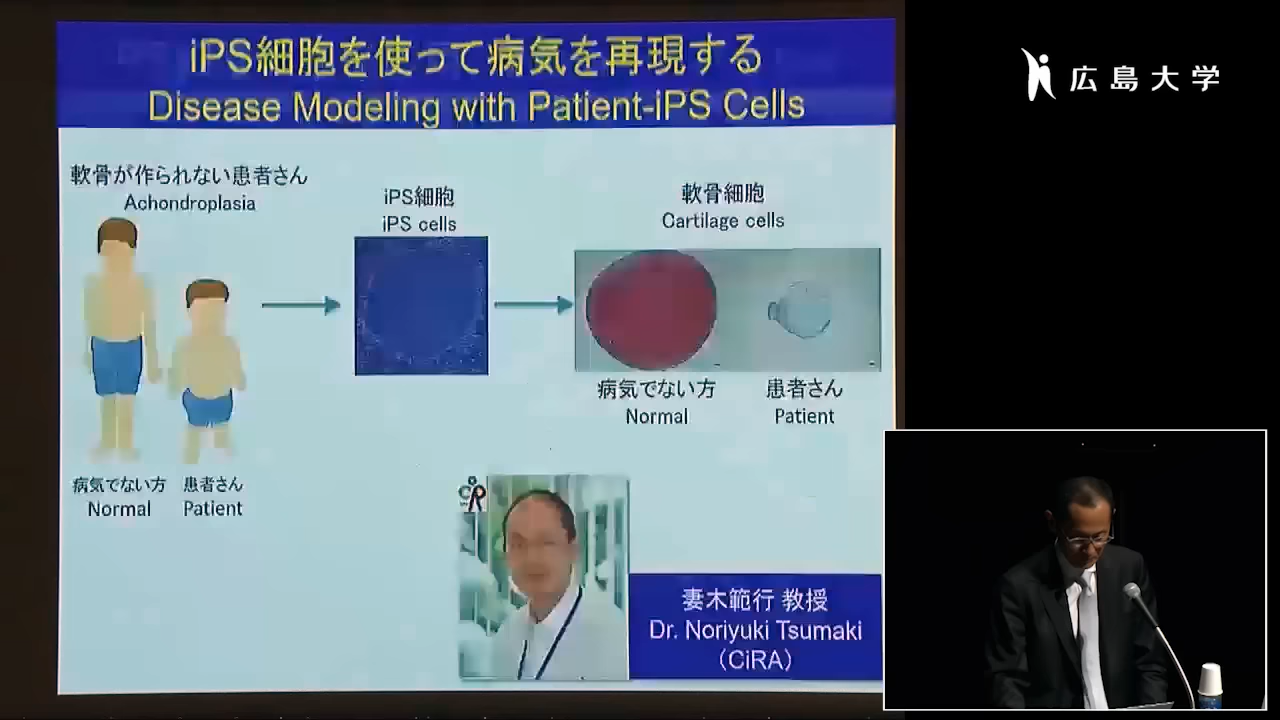 iPS細胞を使って病気を再現する
Disease Modeling with Patient-iPS Cells
広島大学
軟骨が作られない患者さん
Achondroplasia
iPS細胞
iPS cells
軟骨細胞
Cartilage cells
病気でない方
Normal
患者さん
Patient
病気でない方
Normal
患者さん
Patient
妻木範行 教授
Dr. Noriyuki Tsumaki
（CiRA）